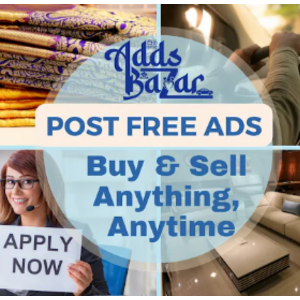 Adds
Bazar
POST FREE ADS
Buy & Sell
Anything,
Anytime
APPLY
NOW